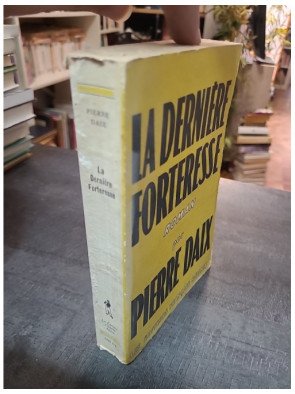 PIERRE
DAIX
La
Dernière
Forteresse
LA DERNIÈRE
FORTERESSE
ROMAN
par
PIERRE DAIX